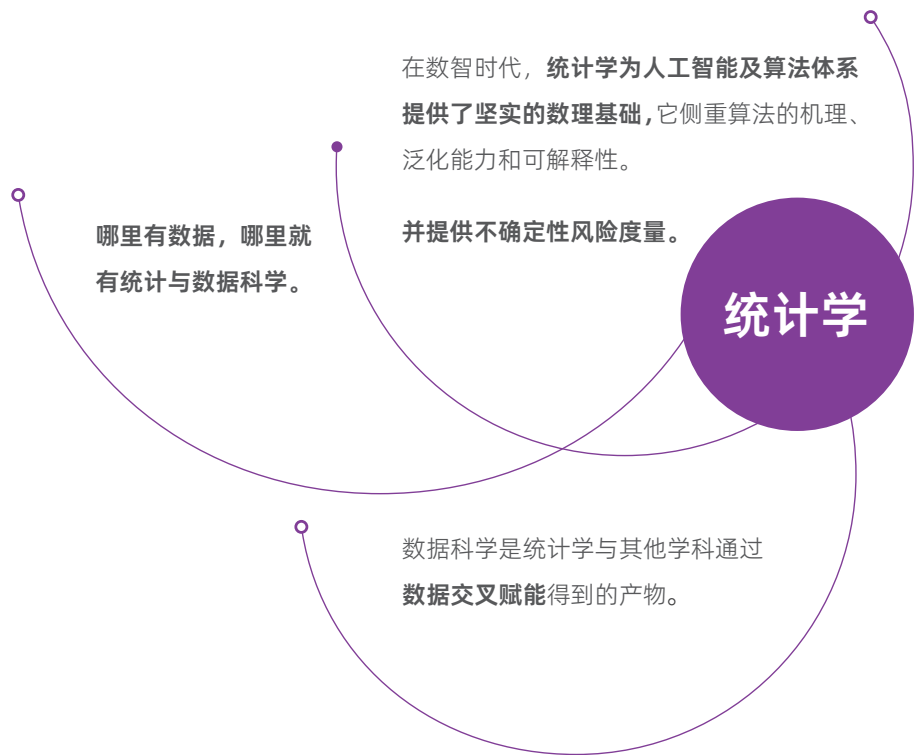 在数智时代，统计学为人工智能及算法体系
提供了坚实的数理基础，它侧重算法的机理、
泛化能力和可解释性。
并提供不确定性风险度量。
哪里有数据，哪里就
有统计与数据科学。
统计学
数据科学是统计学与其他学科通过
数据交叉赋能得到的产物。